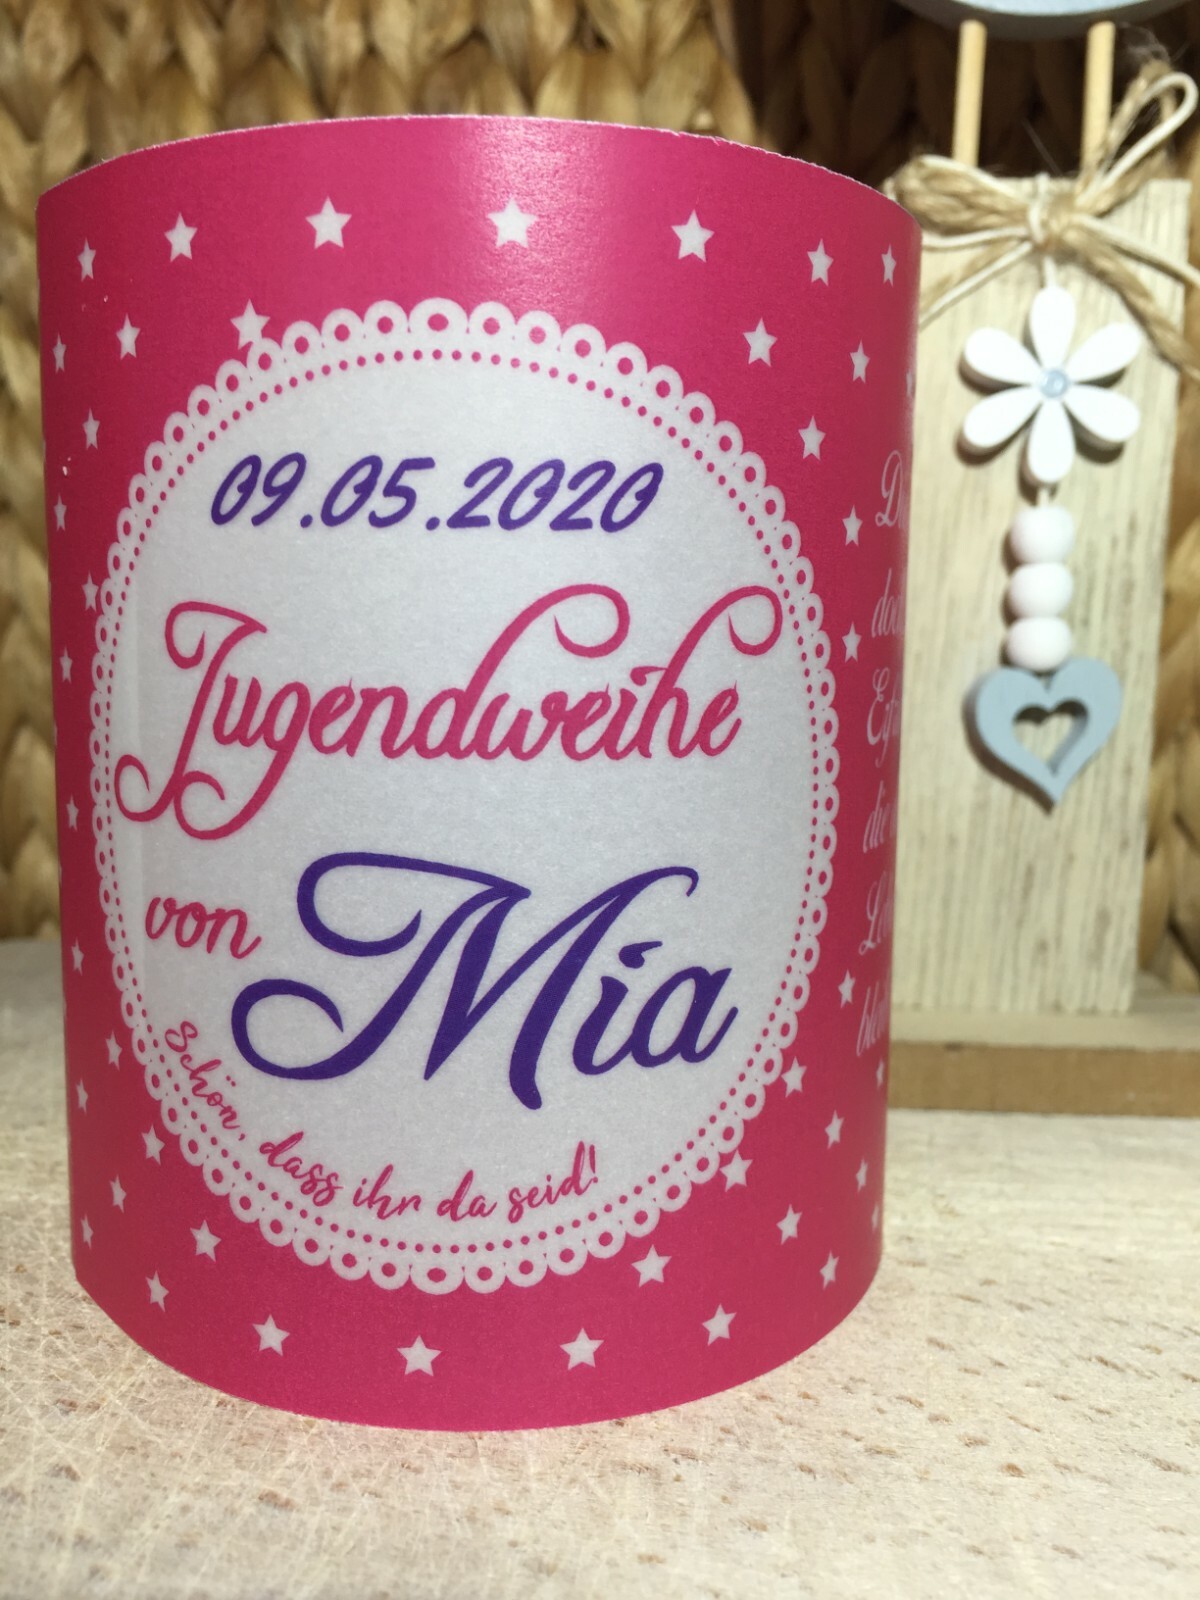 09.05.2020
Jugendweihe
von Mia
Schön, dass ihr da seid!